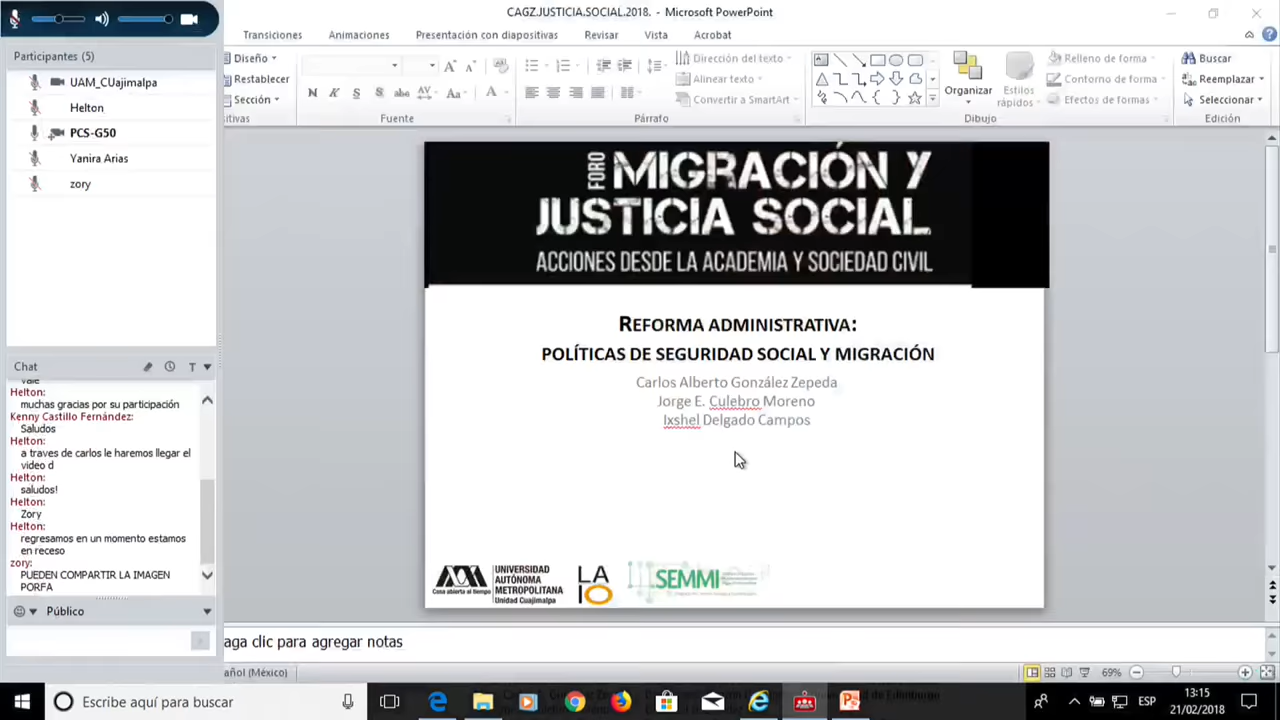 CAGZ.JUSTICIA.SOCIAL.2018. - Microsoft PowerPoint
Participantes (5)
UAM_CUajimalpa
Helton
PCS-G50
Yanira Arias
zory
Chat
vale
Helton:
muchas gracias por su participación
Kenny Castillo Fernández:
Saludos
Helton:
a traves de carlos le haremos llegar el
video d
Helton:
saludos!
Helton:
Zory
Helton:
regresamos en un momento estamos
en receso
zory:
PUEDEN COMPARTIR LA IMAGEN
PORFA
Público
Transiciones Animaciones Presentación con diapositivas Revisar Vista Acrobat
Diseño
Restablecer
Sección
sitivas
N K S S abc AV Aa A
Fuente
Dirección del texto
Alinear texto
Convertir a SmartArt
Párrafo
Organizar
Estilos
rápidos
Relleno de forma
Contorno de forma
Efectos de formas
Dibujo
Buscar
Reemplazar
Seleccionar
Edición
FORO MIGRACIÓN Y
JUSTICIA SOCIAL
ACCIONES DESDE LA ACADEMIA Y SOCIEDAD CIVIL
REFORMA ADMINISTRATIVA:
POLÍTICAS DE SEGURIDAD SOCIAL Y MIGRACIÓN
Carlos Alberto González Zepeda
Jorge E. Culebro Moreno
Ixshel Delgado Campos
Casa abierta al tiempo
UNIVERSIDAD
AUTÓNOMA
METROPOLITANA
Unidad Cuajimalpa
LA
IO
SEMMI
aga clic para agregar notas
añol (México)
69%
Escribe aquí para buscar
ESP
13:15
21/02/2018